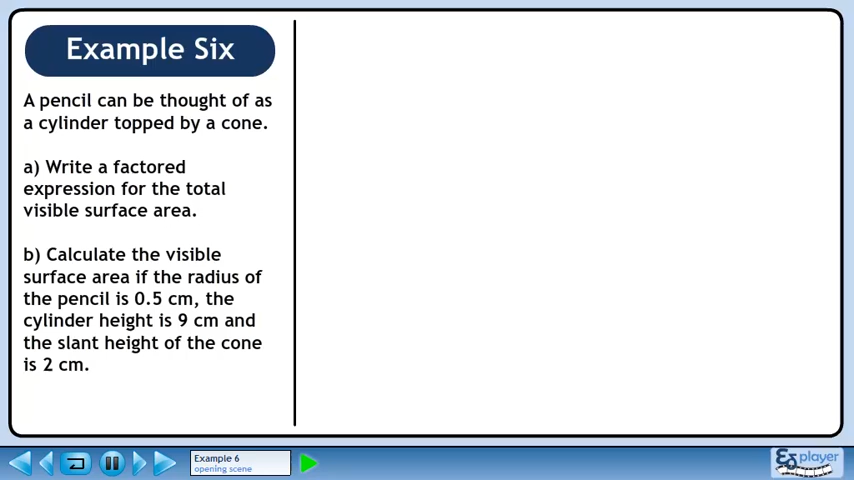 Example Six
A pencil can be thought of as
a cylinder topped by a cone.
a) Write a factored
expression for the total
visible surface area.
b) Calculate the visible
surface area if the radius of
the pencil is 0.5 cm, the
cylinder height is 9 cm and
the slant height of the cone
is 2 cm.
Example 6
opening scene
player